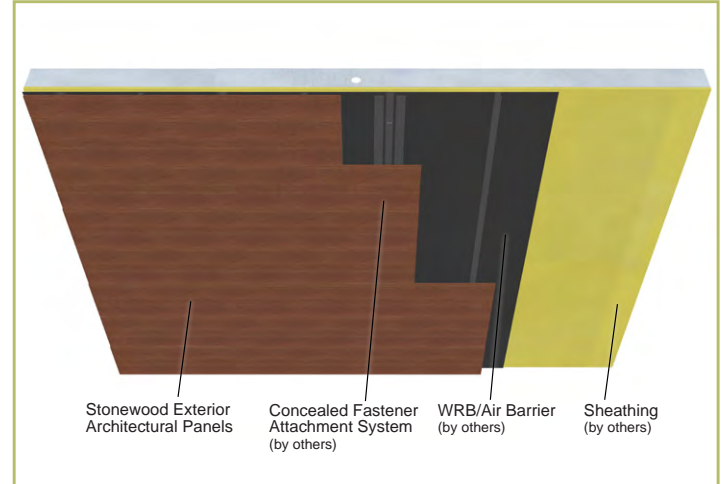 Stonewood Exterior
Architectural Panels
Concealed Fastener
Attachment System
(by others)
WRB/Air Barrier
(by others)
Sheathing
(by others)